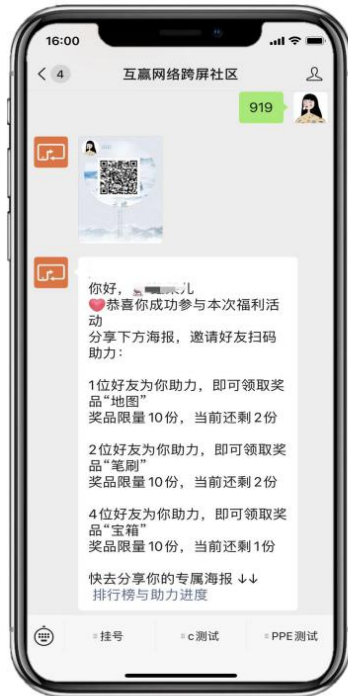 16:00
4
互赢网络跨屏社区
919
你好，
儿
❤️恭喜你成功参与本次福利活
动
分享下方海报，邀请好友扫码
助力：
1位好友为你助力，即可领取奖
品“地图”
奖品限量10份，当前还剩2份
2位好友为你助力，即可领取奖
品“笔刷”
奖品限量10份，当前还剩2份
4位好友为你助力，即可领取奖
品“宝箱”
奖品限量10份，当前还剩1份
快去分享你的专属海报 ↓↓
排行榜与助力进度
挂号
c测试
PPE测试